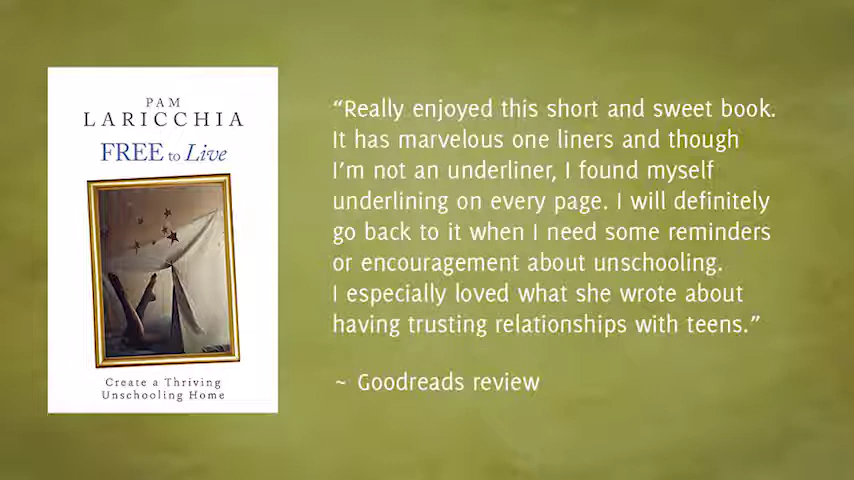 PAM
LARICCHIA
FREE to Live
Create a Thriving
Unschooling Home
“Really enjoyed this short and sweet book.
It has marvelous one liners and though
I’m not an underliner, I found myself
underlining on every page. I will definitely
go back to it when I need some reminders
or encouragement about unschooling.
I especially loved what she wrote about
having trusting relationships with teens.”
~ Goodreads review